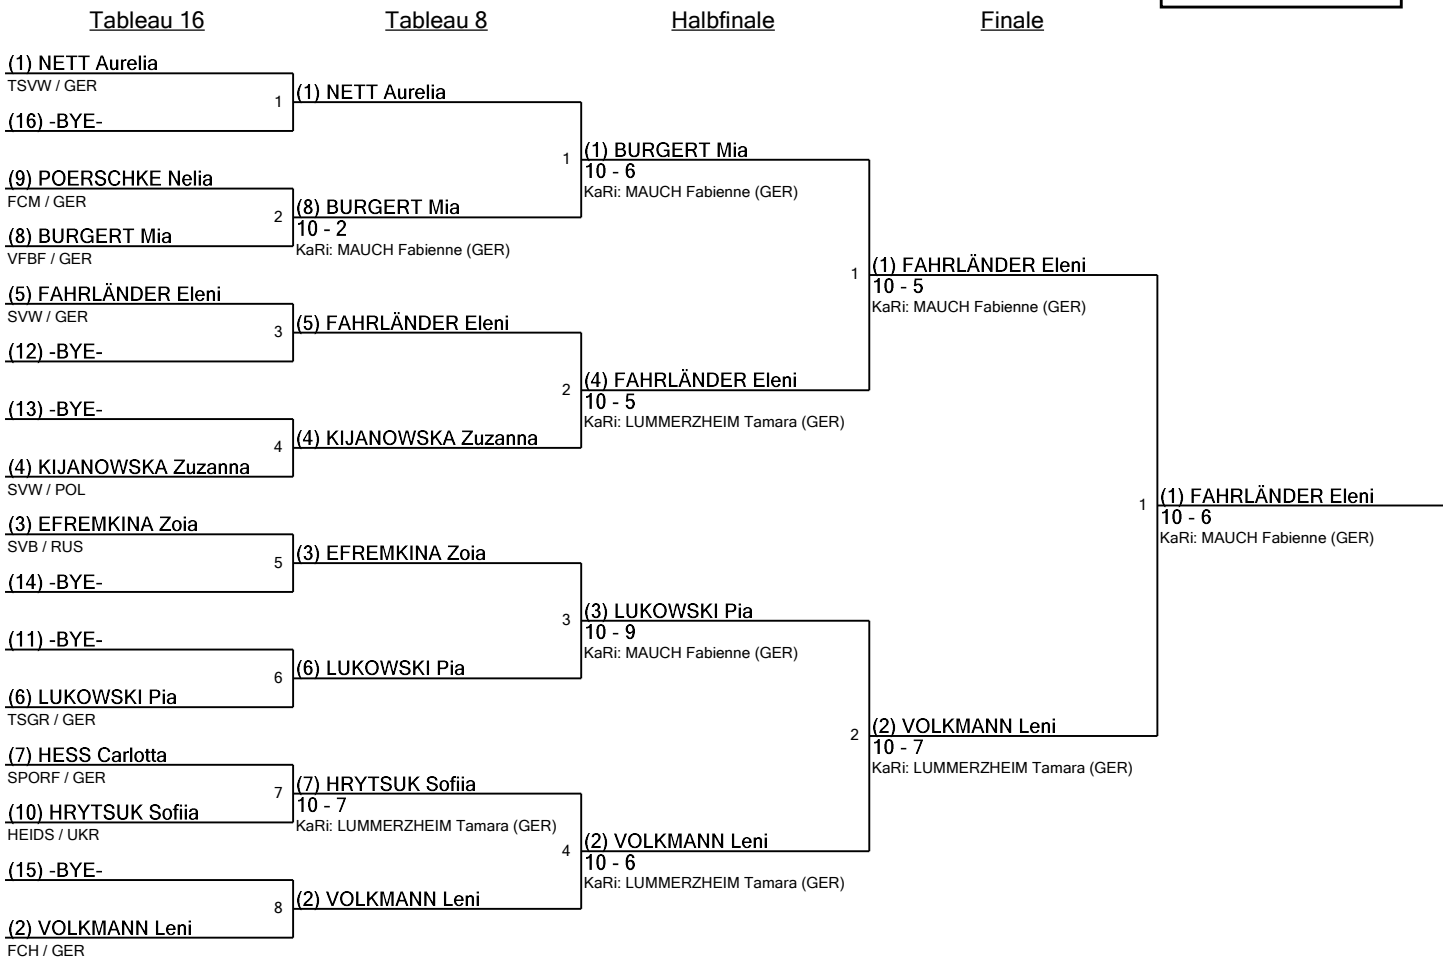 Tableau 16
Tableau 8
Halbfinale
Finale
(1) NETT Aurelia
TSVW / GER
1
(16) -BYE-
(9) POERSCHKE Nelia
FCM / GER
2
(8) BURGERT Mia
VFBF / GER
(5) FAHRLÄNDER Eleni
SVW / GER
3
(12) -BYE-
(13) -BYE-
4
(4) KIJANOWSKA Zuzanna
SVW / POL
(3) EFREMKINA Zoia
SVB / RUS
5
(14) -BYE-
(11) -BYE-
6
(6) LUKOWSKI Pia
TSGR / GER
(7) HESS Carlotta
SPORF / GER
7
(10) HRYTSUK Sofiia
HEIDS / UKR
(15) -BYE-
8
(2) VOLKMANN Leni
FCH / GER
(1) NETT Aurelia
1
(8) BURGERT Mia
10 - 2
KaRi: MAUCH Fabienne (GER)
(5) FAHRLÄNDER Eleni
2
(4) KIJANOWSKA Zuzanna
(3) EFREMKINA Zoia
3
(6) LUKOWSKI Pia
(7) HRYTSUK Sofiia
10 - 7
KaRi: LUMMERZHEIM Tamara (GER)
4
(2) VOLKMANN Leni
(1) BURGERT Mia
10 - 6
KaRi: MAUCH Fabienne (GER)
1
(4) FAHRLÄNDER Eleni
10 - 5
KaRi: LUMMERZHEIM Tamara (GER)
(3) LUKOWSKI Pia
10 - 9
KaRi: MAUCH Fabienne (GER)
2
(2) VOLKMANN Leni
10 - 6
KaRi: LUMMERZHEIM Tamara (GER)
(1) FAHRLÄNDER Eleni
10 - 5
KaRi: MAUCH Fabienne (GER)
1
(2) VOLKMANN Leni
10 - 7
KaRi: LUMMERZHEIM Tamara (GER)
(1) FAHRLÄNDER Eleni
10 - 6
KaRi: MAUCH Fabienne (GER)